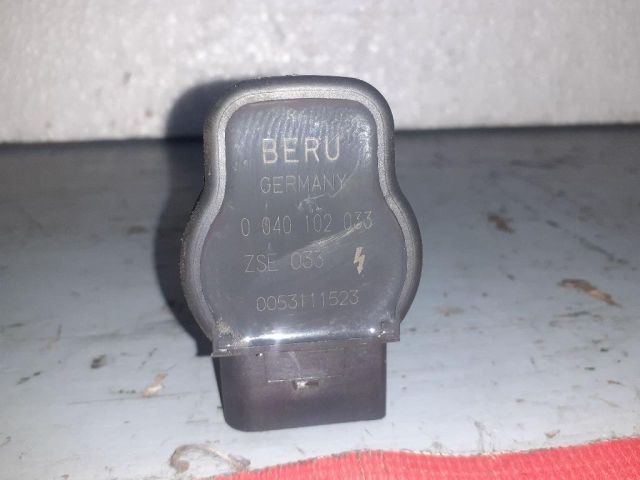 BERU
GERMANY
0 040 102 033
ZSE 033
0053111523